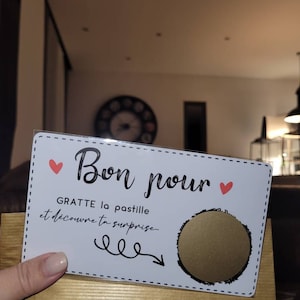 Bon pour
GRATTE la pastille
et découvre ta surprise